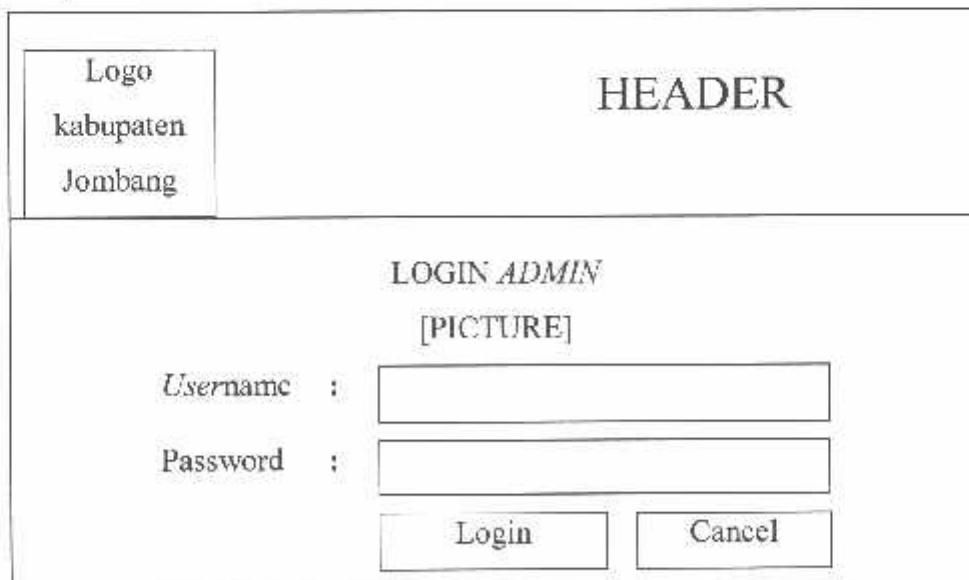 Logo
kabupaten
Jombang
HEADER
LOGIN ADMIN
[PICTURE]
Username :
Password :
Login
Cancel